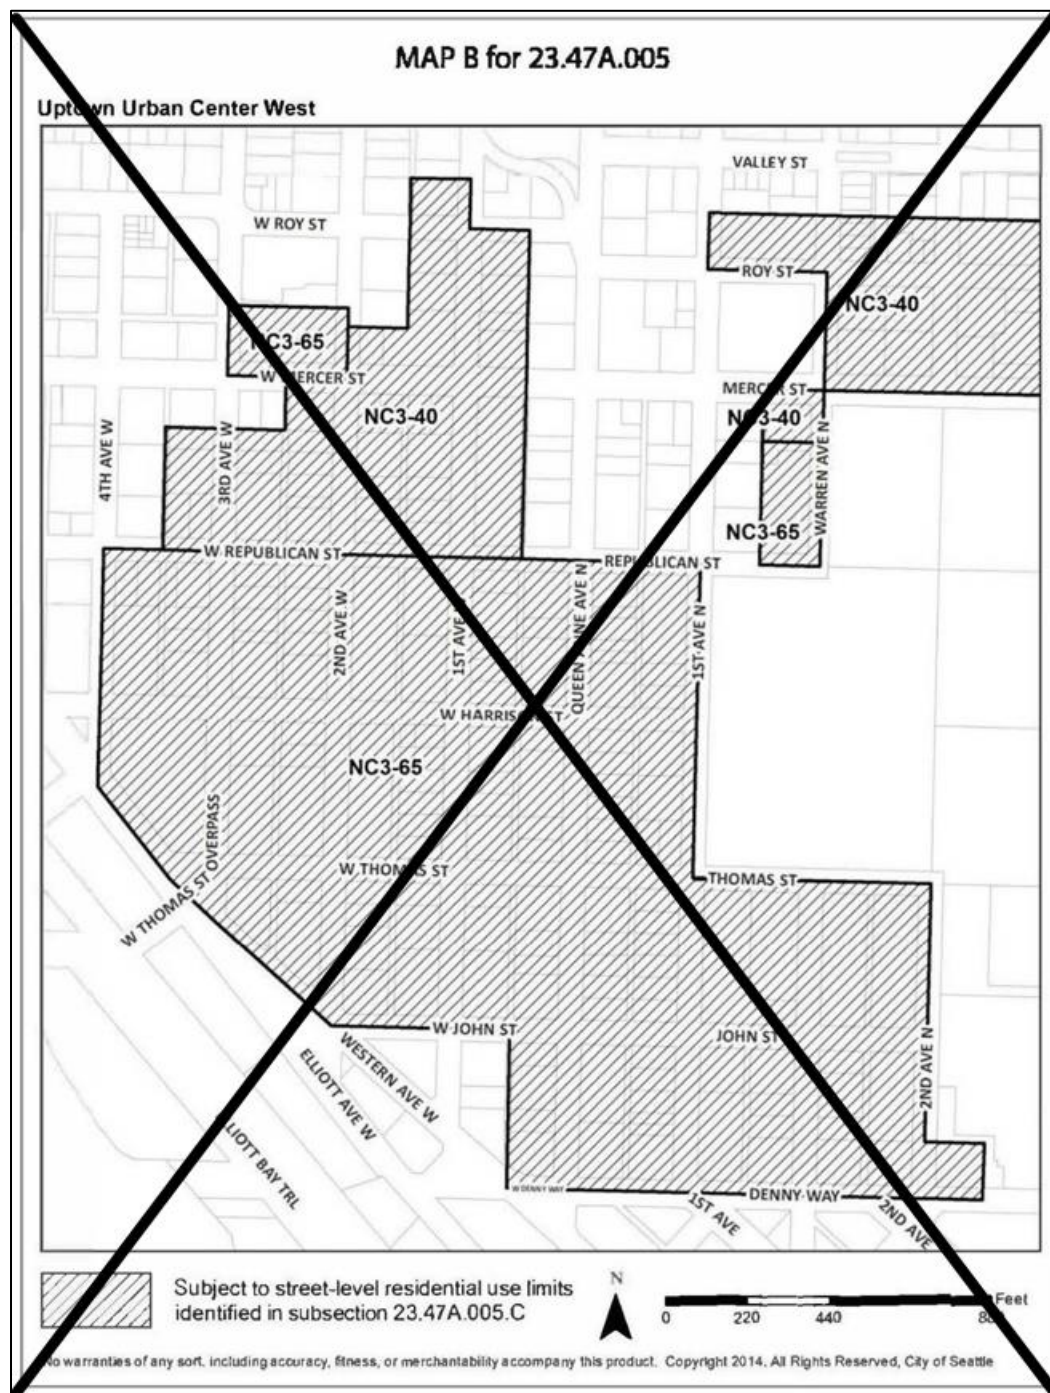 MAP B for 23.47A.005
Uptown Urban Center West
VALLEY ST
W ROY ST
ROY ST
NC3-40
NC3-65
W MERCER ST
MERCER ST
NC3-40
NC3-40
4TH AVE W
3RD AVE W
WARREN AVE N
NC3-65
W REPUBLICAN ST
REPUBLICAN ST
2ND AVE W
1ST AVE W
QUEEN ANNE AVE N
1ST AVE N
W HARRISON ST
NC3-65
W THOMAS ST OVERPASS
W THOMAS ST
THOMAS ST
W JOHN ST
JOHN ST
2ND AVE N
WESTERN AVE W
ELLIOTT AVE W
ELLIOTT BAY TRL
W DENNY WAY
DENNY WAY
1ST AVE
2ND AVE
Subject to street-level residential use limits
identified in subsection 23.47A.005.C
N
Feet
0 220 440 880
No warranties of any sort, including accuracy, fitness, or merchantability accompany this product. Copyright 2014. All Rights Reserved, City of Seattle